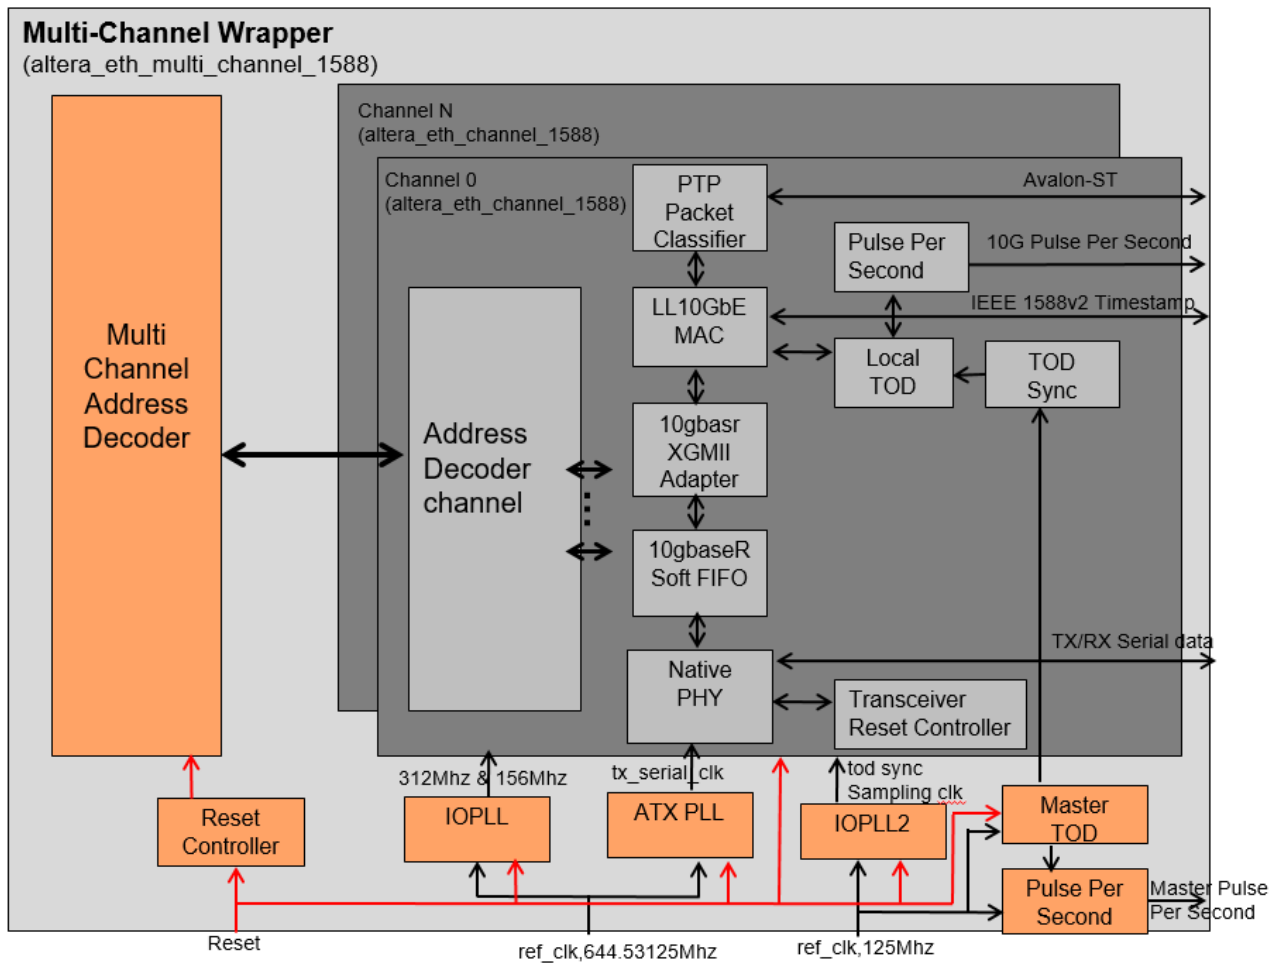 Multi-Channel Wrapper
(altera_eth_multi_channel_1588)
Channel N
(altera_eth_channel_1588)
Channel 0
(altera_eth_channel_1588)
PTP
Packet
Classifier
Avalon-ST
Pulse Per
Second
10G Pulse Per Second
LL10GbE
MAC
IEEE 1588v2 Timestamp
Local
TOD
TOD
Sync
Multi
Channel
Address
Decoder
Address
Decoder
channel
10gbasr
XGMII
Adapter
10gbaseR
Soft FIFO
TX/RX Serial data
Native
PHY
Transceiver
Reset Controller
312Mhz & 156Mhz
tx_serial_clk
tod sync
Sampling clk
Reset
Controller
IOPLL
ATX PLL
IOPLL2
Master
TOD
Pulse Per
Second
Master Pulse
Per Second
Reset
ref_clk,644.53125Mhz
ref_clk,125Mhz